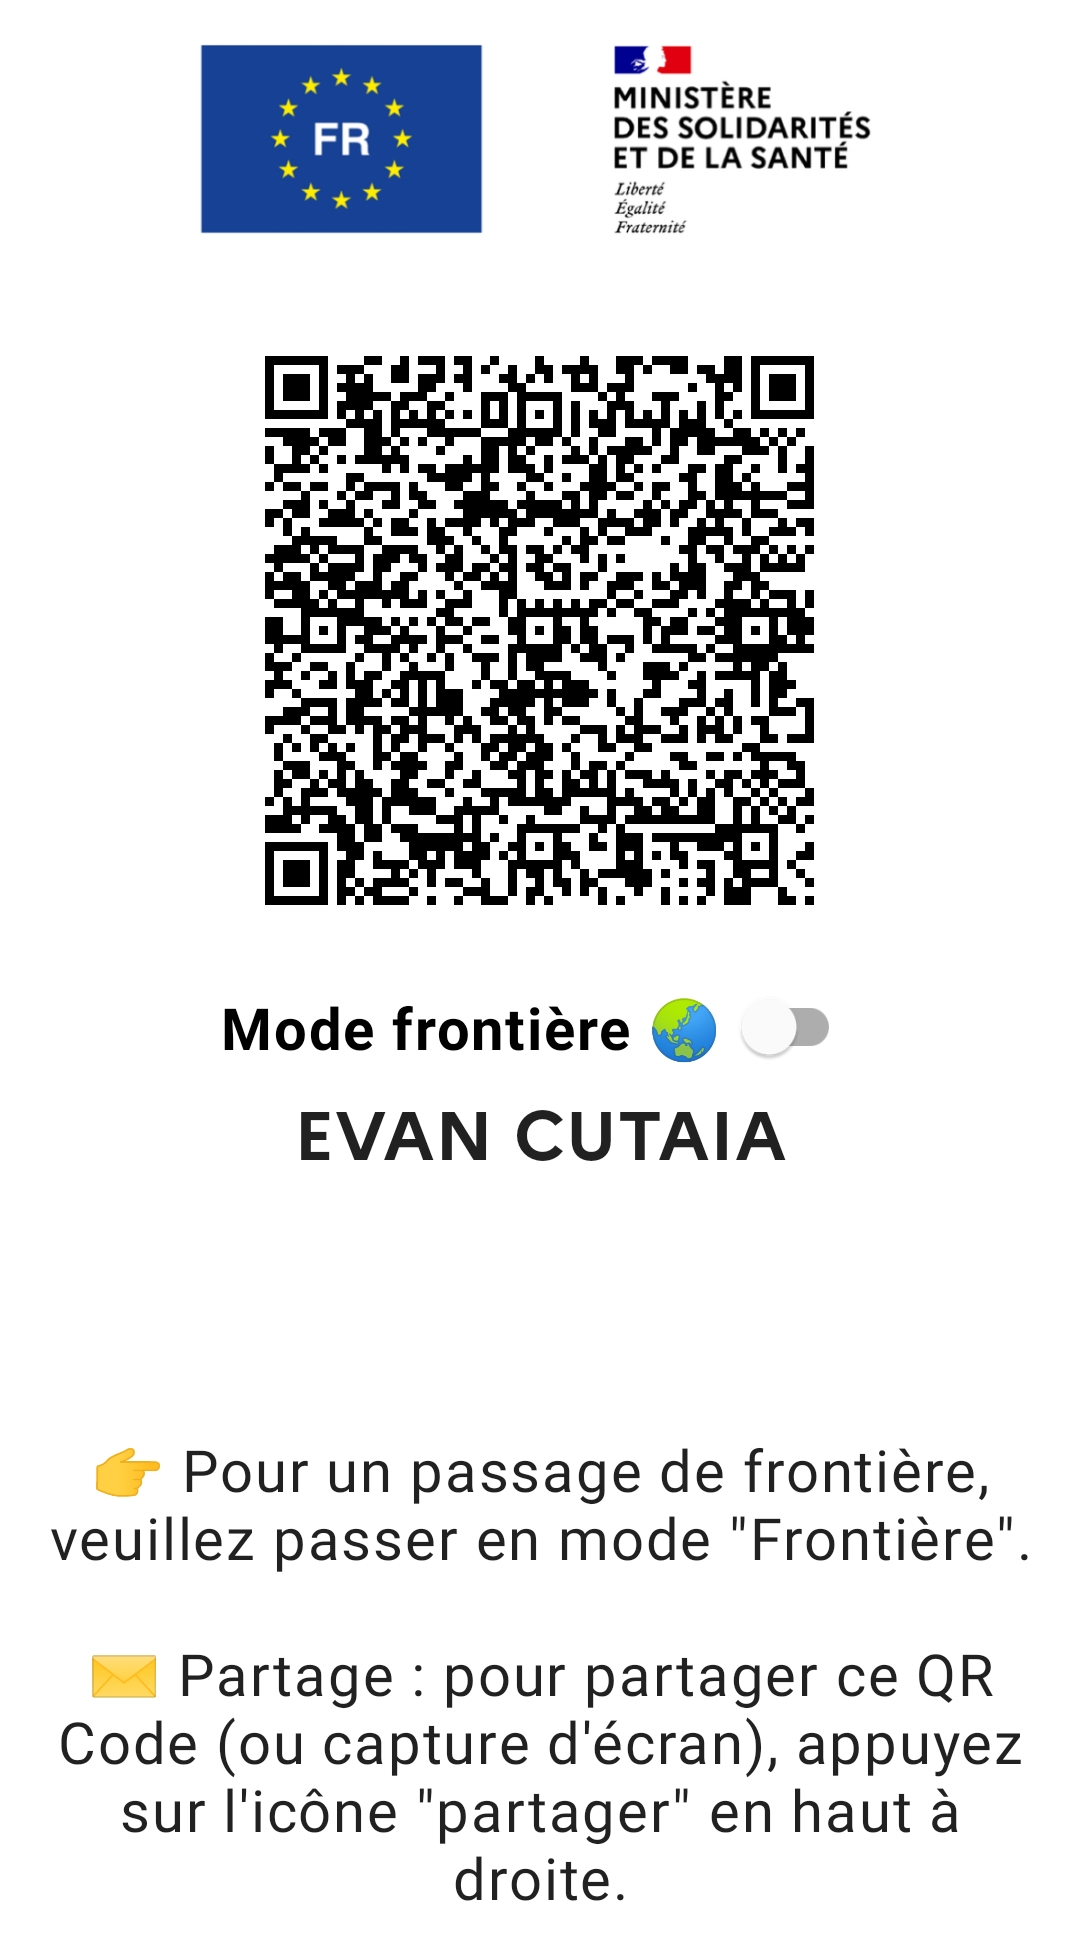 FR
MINISTÈRE
DES SOLIDARITÉS
ET DE LA SANTÉ
Liberté
Égalité
Fraternité
Mode frontière
EVAN CUTAIA
👉 Pour un passage de frontière,
veuillez passer en mode "Frontière".
✉️ Partage : pour partager ce QR
Code (ou capture d'écran), appuyez
sur l'icône "partager" en haut à
droite.